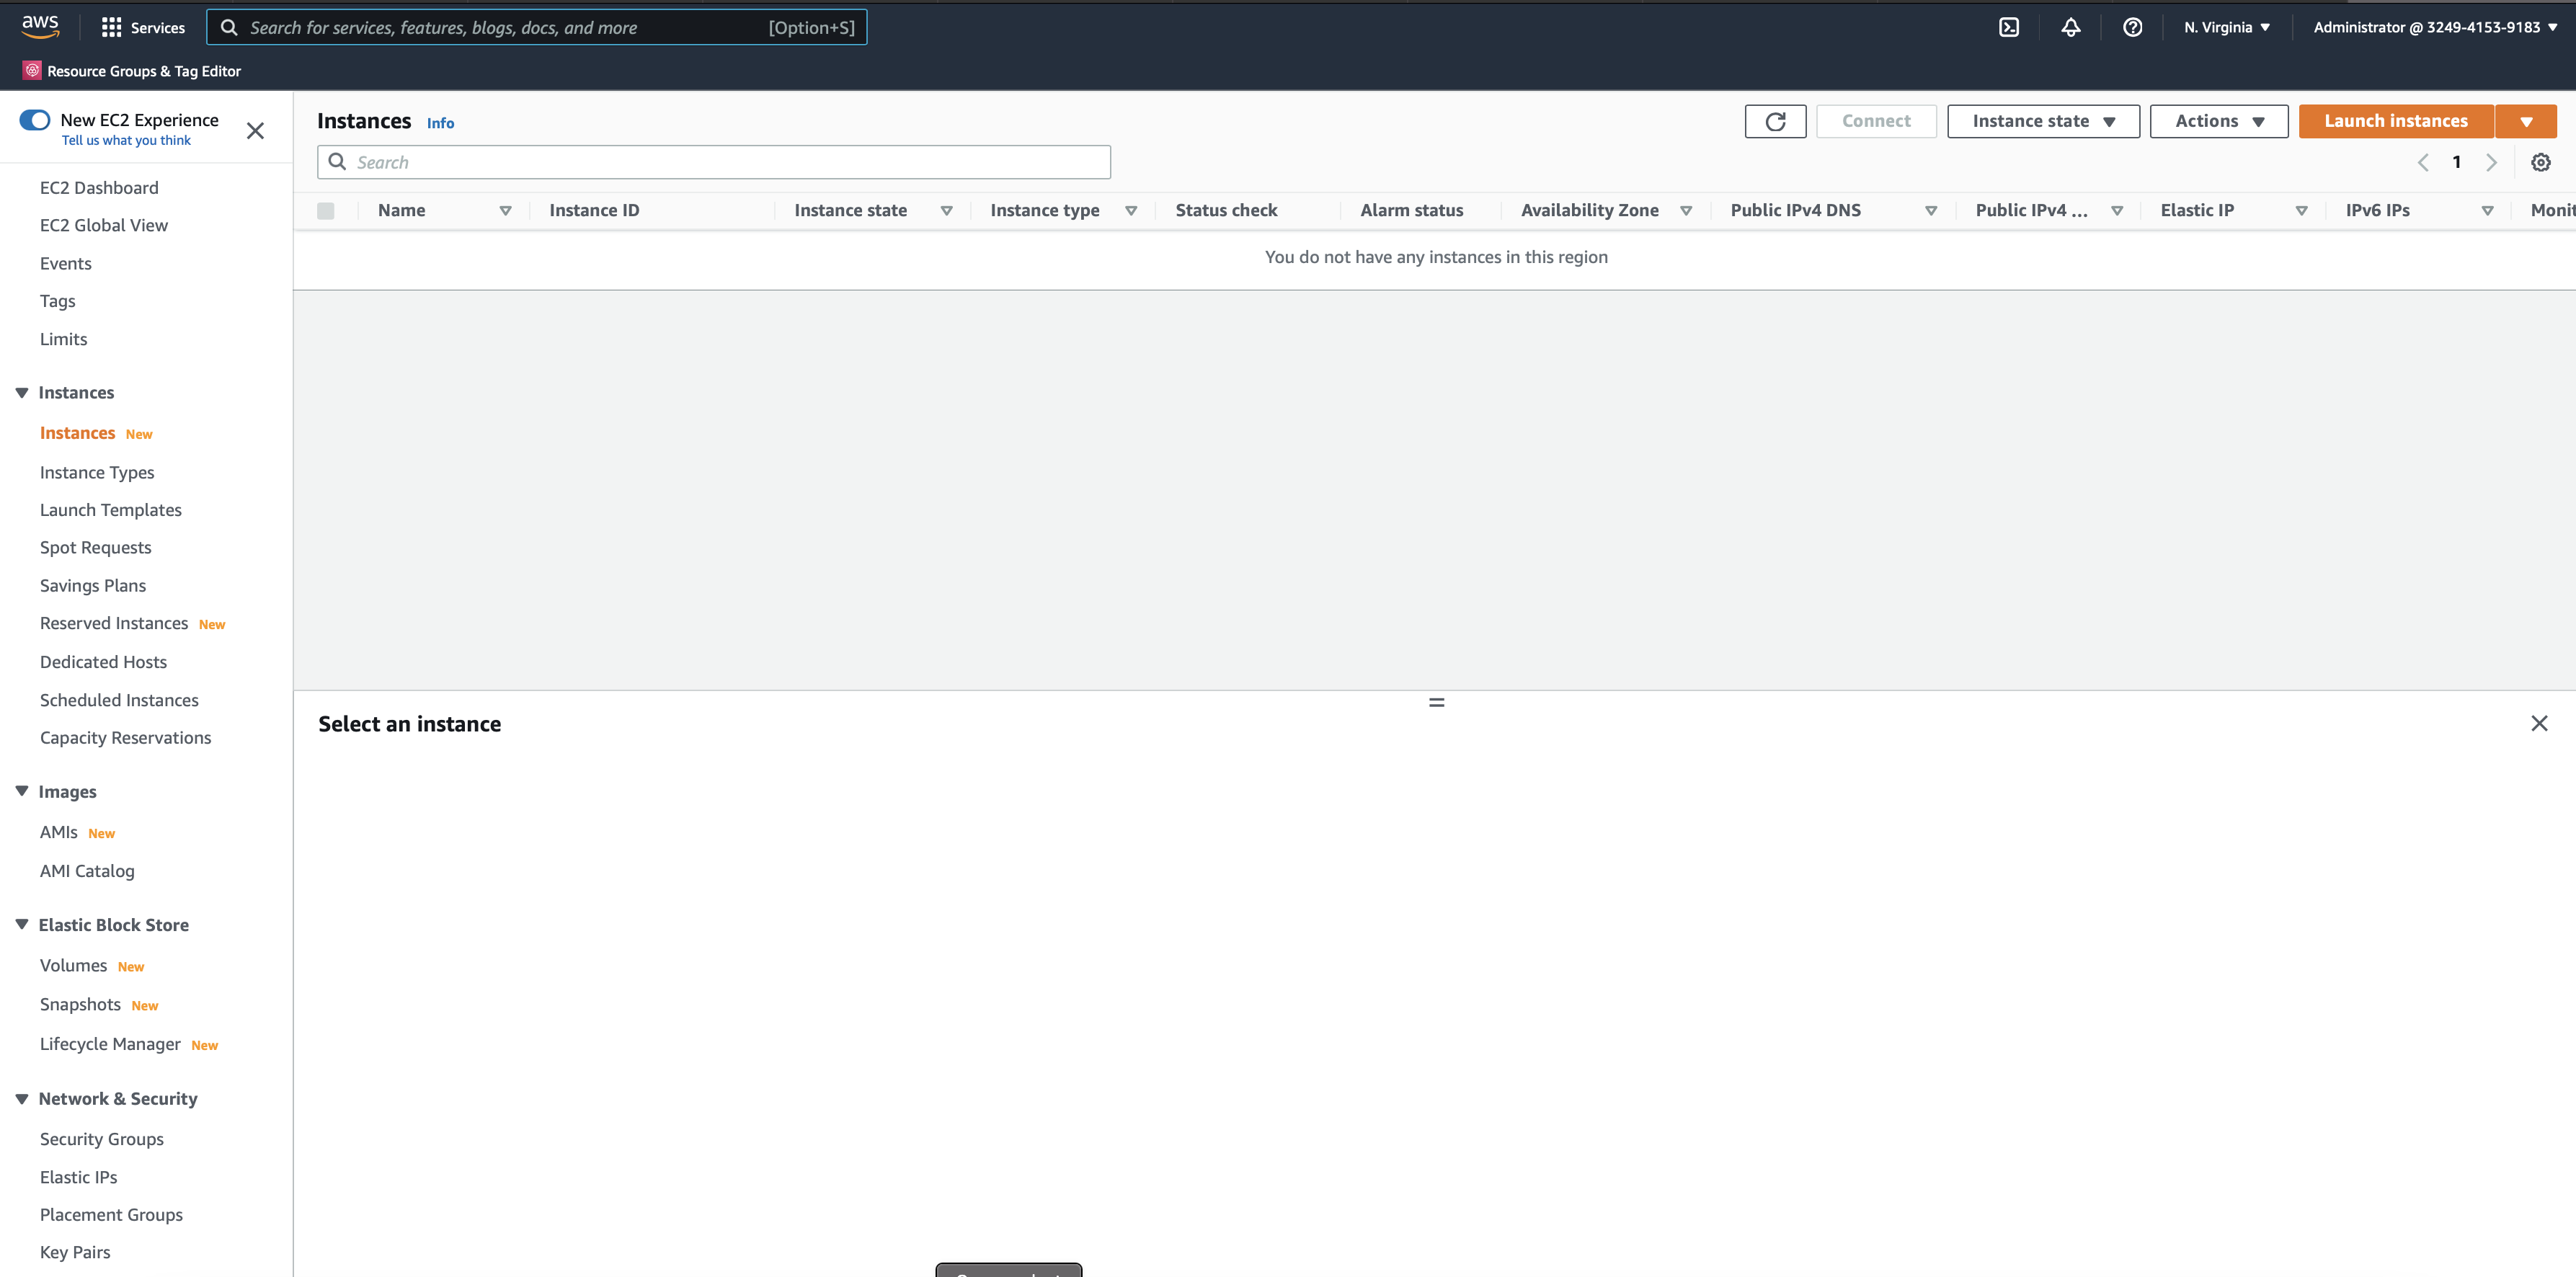 aws
Services
Search for services, features, blogs, docs, and more
[Option+S]
N. Virginia
Administrator @ 3249-4153-9183
Resource Groups & Tag Editor
New EC2 Experience
Tell us what you think
EC2 Dashboard
EC2 Global View
Events
Tags
Limits
Instances
Instances New
Instance Types
Launch Templates
Spot Requests
Savings Plans
Reserved Instances New
Dedicated Hosts
Scheduled Instances
Capacity Reservations
Images
AMIs New
AMI Catalog
Elastic Block Store
Volumes New
Snapshots New
Lifecycle Manager New
Network & Security
Security Groups
Elastic IPs
Placement Groups
Key Pairs
Instances Info
Connect
Instance state
Actions
Launch instances
Search
1
Name
Instance ID
Instance state
Instance type
Status check
Alarm status
Availability Zone
Public IPv4 DNS
Public IPv4 ...
Elastic IP
IPv6 IPs
Monit
You do not have any instances in this region
Select an instance